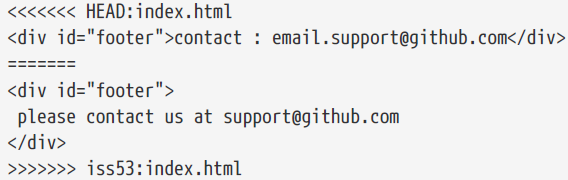 <<<<<<< HEAD:index.html
<div id="footer">contact : email.support@github.com</div>
=======
<div id="footer">
 please contact us at support@github.com
</div>
>>>>>>> iss53:index.html